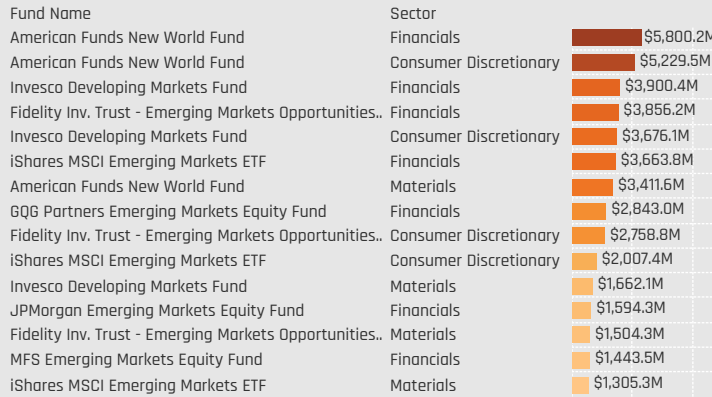 Fund Name Sector
American Funds New World Fund Financials $5,800.2M
American Funds New World Fund Consumer Discretionary $5,229.5M
Invesco Developing Markets Fund Financials $3,900.4M
Fidelity Inv. Trust - Emerging Markets Opportunities.. Financials $3,856.2M
Invesco Developing Markets Fund Consumer Discretionary $3,676.1M
iShares MSCI Emerging Markets ETF Financials $3,663.8M
American Funds New World Fund Materials $3,411.6M
GQG Partners Emerging Markets Equity Fund Financials $2,843.0M
Fidelity Inv. Trust - Emerging Markets Opportunities.. Consumer Discretionary $2,758.8M
iShares MSCI Emerging Markets ETF Consumer Discretionary $2,007.4M
Invesco Developing Markets Fund Materials $1,662.1M
JPMorgan Emerging Markets Equity Fund Financials $1,594.3M
Fidelity Inv. Trust - Emerging Markets Opportunities.. Materials $1,504.3M
MFS Emerging Markets Equity Fund Financials $1,443.5M
iShares MSCI Emerging Markets ETF Materials $1,305.3M